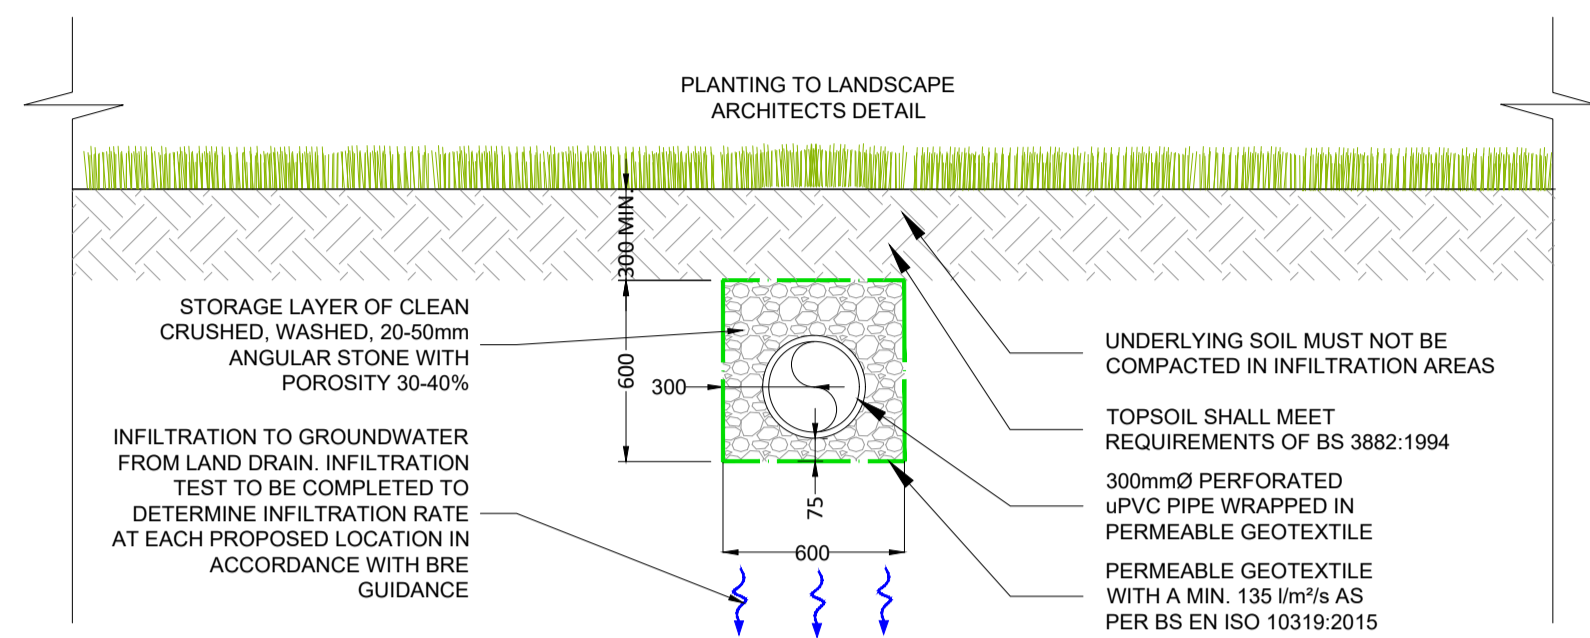 PLANTING TO LANDSCAPE
ARCHITECTS DETAIL
300 MIN.
STORAGE LAYER OF CLEAN
CRUSHED, WASHED, 20-50mm
ANGULAR STONE WITH
POROSITY 30-40%
600
300
INFILTRATION TO GROUNDWATER
FROM LAND DRAIN. INFILTRATION
TEST TO BE COMPLETED TO
DETERMINE INFILTRATION RATE
AT EACH PROPOSED LOCATION IN
ACCORDANCE WITH BRE
GUIDANCE
75
600
UNDERLYING SOIL MUST NOT BE
COMPACTED IN INFILTRATION AREAS
TOPSOIL SHALL MEET
REQUIREMENTS OF BS 3882:1994
300mmØ PERFORATED
uPVC PIPE WRAPPED IN
PERMEABLE GEOTEXTILE
PERMEABLE GEOTEXTILE
WITH A MIN. 135 l/m²/s AS
PER BS EN ISO 10319:2015